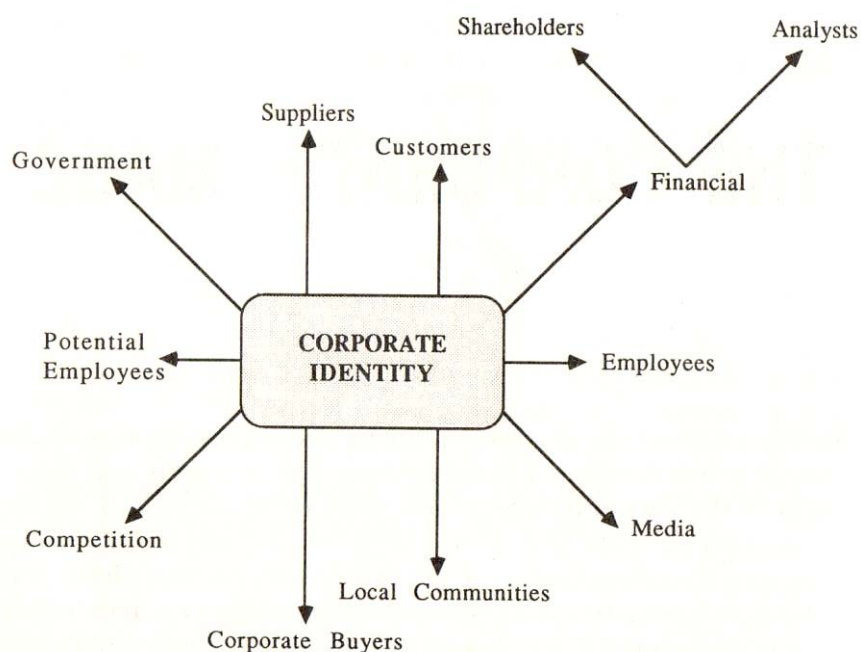 Shareholders
Analysts
Suppliers
Customers
Government
Financial
CORPORATE
IDENTITY
Potential
Employees
Employees
Competition
Media
Local Communities
Corporate Buyers